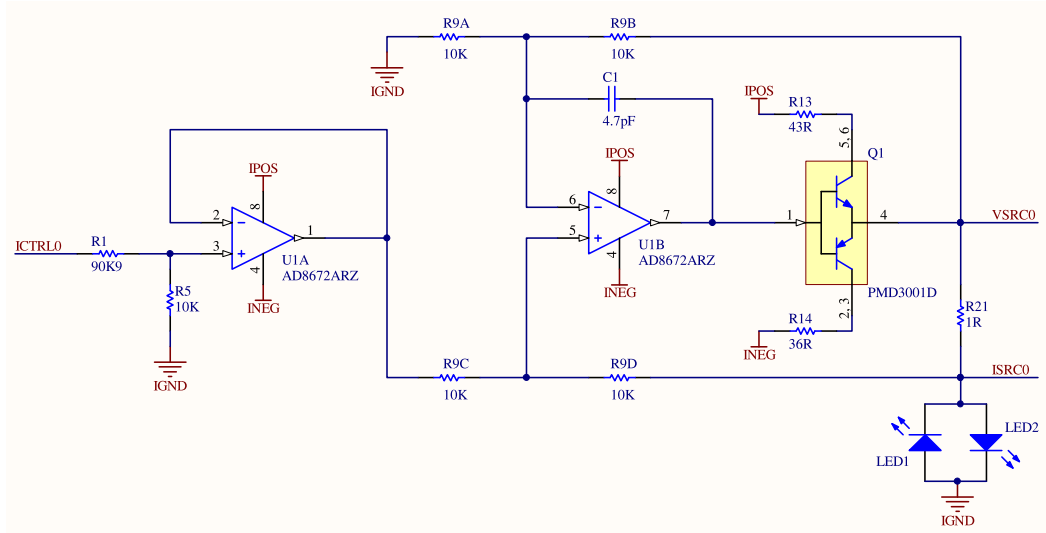 R9A
10K
R9B
10K
IGND
C1
4.7pF
IPOS
R13
43R
5, 6
Q1
IPOS
8
2
3
1
4
U1A
AD8672ARZ
INEG
ICTRL0
R1
90K9
R5
10K
IGND
IPOS
8
6
5
7
4
U1B
AD8672ARZ
INEG
1
4
VSRC0
PMD3001D
2, 3
R14
36R
INEG
R21
1R
R9C
10K
R9D
10K
ISRC0
LED1
LED2
IGND